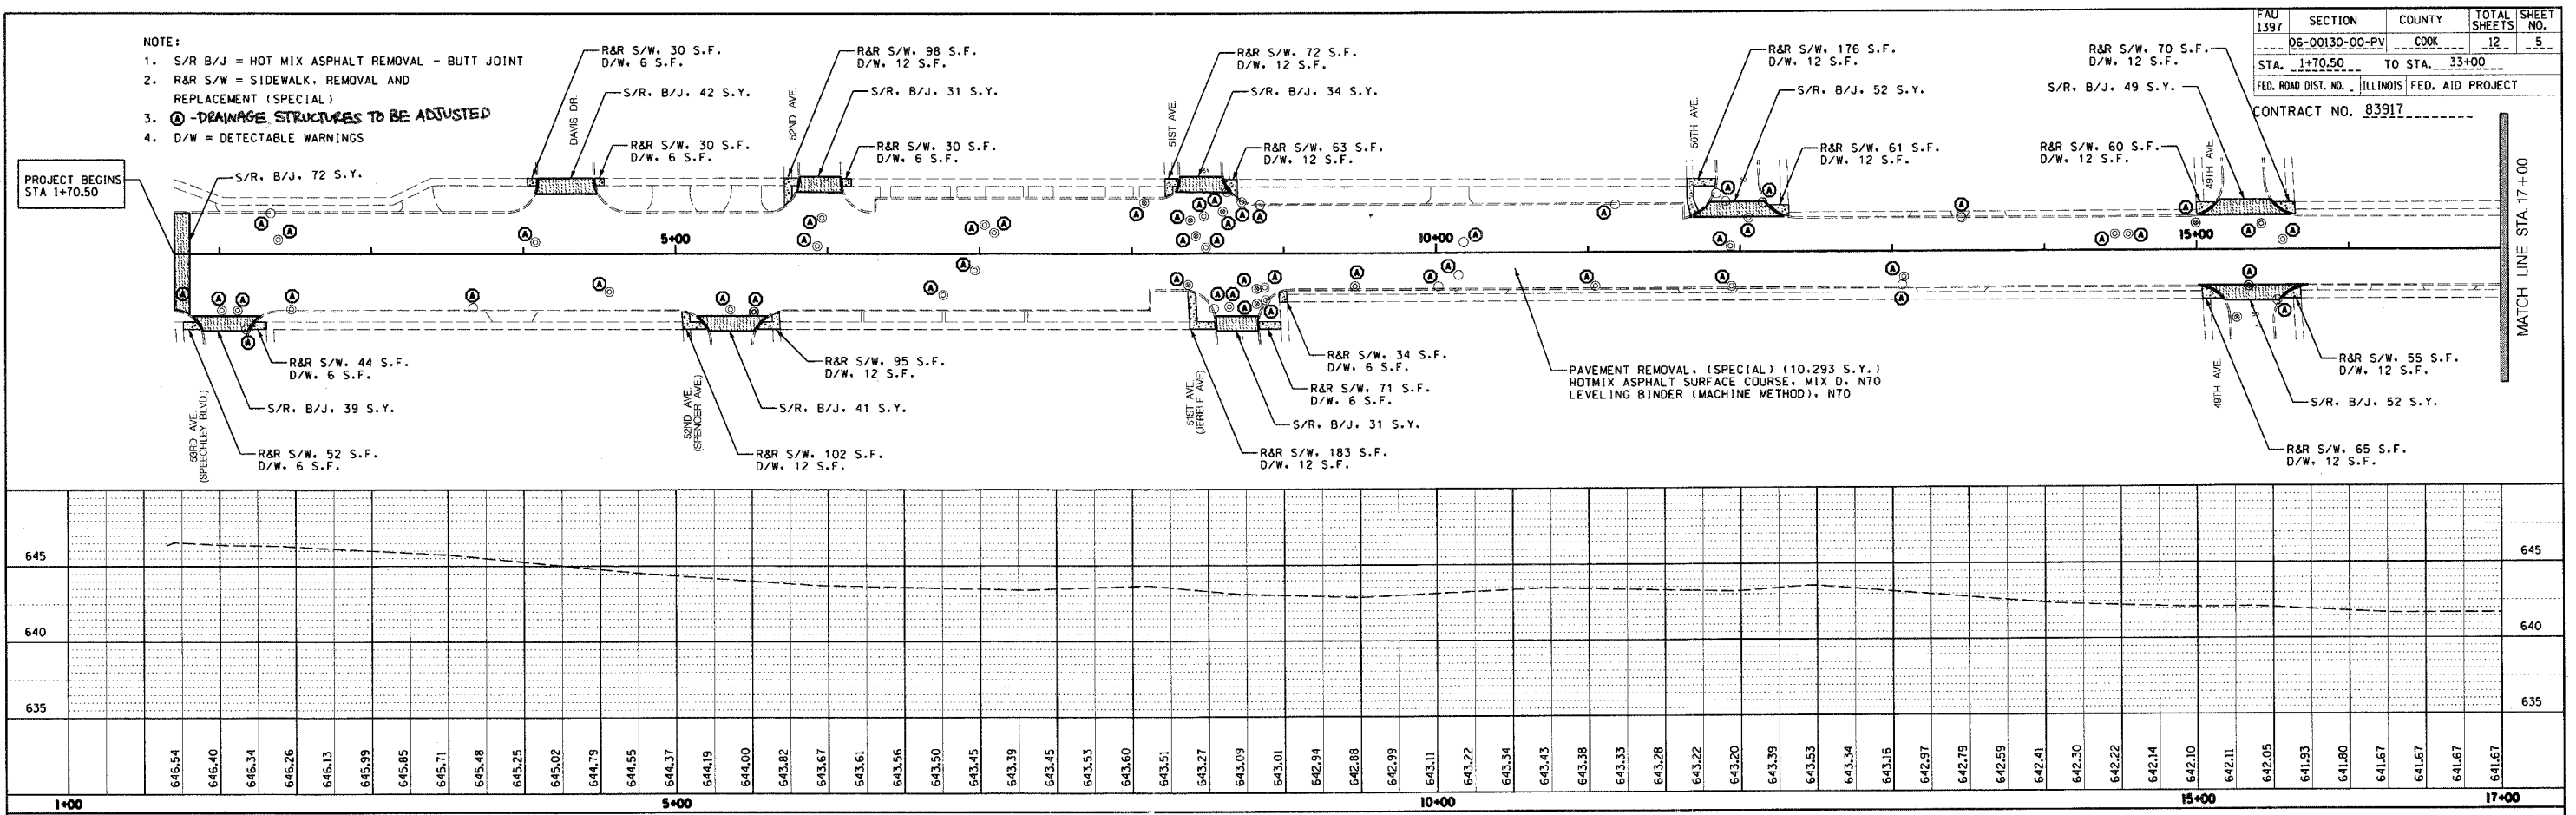 NOTE:
1. S/R B/J = HOT MIX ASPHALT REMOVAL - BUTT JOINT
2. R&R S/W = SIDEWALK, REMOVAL AND
REPLACEMENT (SPECIAL)
3. Ⓐ -DRAINAGE STRUCTURES TO BE ADJUSTED
4. D/W = DETECTABLE WARNINGS
FAU
1397
SECTION
COUNTY
TOTAL
SHEETS
SHEET
NO.
06-00130-00-PV
COOK
12
5
STA. 1+70.50 TO STA. 33+00
FED. ROAD DIST. NO. _ ILLINOIS FED. AID PROJECT
CONTRACT NO. 83917
PROJECT BEGINS
STA 1+70.50
S/R, B/J, 72 S.Y.
R&R S/W, 30 S.F.
D/W, 6 S.F.
S/R, B/J, 42 S.Y.
DAVIS DR.
R&R S/W, 30 S.F.
D/W, 6 S.F.
52ND AVE.
R&R S/W, 98 S.F.
D/W, 12 S.F.
S/R, B/J, 31 S.Y.
R&R S/W, 30 S.F.
D/W, 6 S.F.
51ST AVE.
R&R S/W, 72 S.F.
D/W, 12 S.F.
S/R, B/J, 34 S.Y.
R&R S/W, 63 S.F.
D/W, 12 S.F.
50TH AVE.
R&R S/W, 176 S.F.
D/W, 12 S.F.
S/R, B/J, 52 S.Y.
R&R S/W, 61 S.F.
D/W, 12 S.F.
R&R S/W, 70 S.F.
D/W, 12 S.F.
S/R, B/J, 49 S.Y.
R&R S/W, 60 S.F.
D/W, 12 S.F.
49TH AVE.
MATCH LINE STA. 17+00
5+00
10+00
15+00
53RD AVE.
(SPEECHLEY BLVD.)
R&R S/W, 44 S.F.
D/W, 6 S.F.
S/R, B/J, 39 S.Y.
R&R S/W, 52 S.F.
D/W, 6 S.F.
52ND AVE.
(SPENCER AVE.)
R&R S/W, 95 S.F.
D/W, 12 S.F.
S/R, B/J, 41 S.Y.
R&R S/W, 102 S.F.
D/W, 12 S.F.
51ST AVE.
(JERELE AVE)
R&R S/W, 34 S.F.
D/W, 6 S.F.
R&R S/W, 71 S.F.
D/W, 6 S.F.
S/R, B/J, 31 S.Y.
R&R S/W, 183 S.F.
D/W, 12 S.F.
PAVEMENT REMOVAL, (SPECIAL) (10,293 S.Y.)
HOTMIX ASPHALT SURFACE COURSE, MIX D, N70
LEVELING BINDER (MACHINE METHOD), N70
49TH AVE.
R&R S/W, 55 S.F.
D/W, 12 S.F.
S/R, B/J, 52 S.Y.
R&R S/W, 65 S.F.
D/W, 12 S.F.
645 645
640 640
635 635
646.54 646.40 646.34 646.26 646.13 645.99 645.85 645.71 645.48 645.25 645.02 644.79 644.55 644.37 644.19 644.00 643.82 643.67 643.61 643.56 643.50 643.45 643.39 643.45 643.53 643.60 643.51 643.27 643.09 643.01 642.94 642.88 642.99 643.11 643.22 643.34 643.43 643.38 643.33 643.28 643.22 643.20 643.39 643.53 643.34 643.16 642.97 642.79 642.59 642.41 642.30 642.22 642.14 642.10 642.11 642.05 641.93 641.80 641.67 641.67 641.67 641.67
1+00 5+00 10+00 15+00 17+00